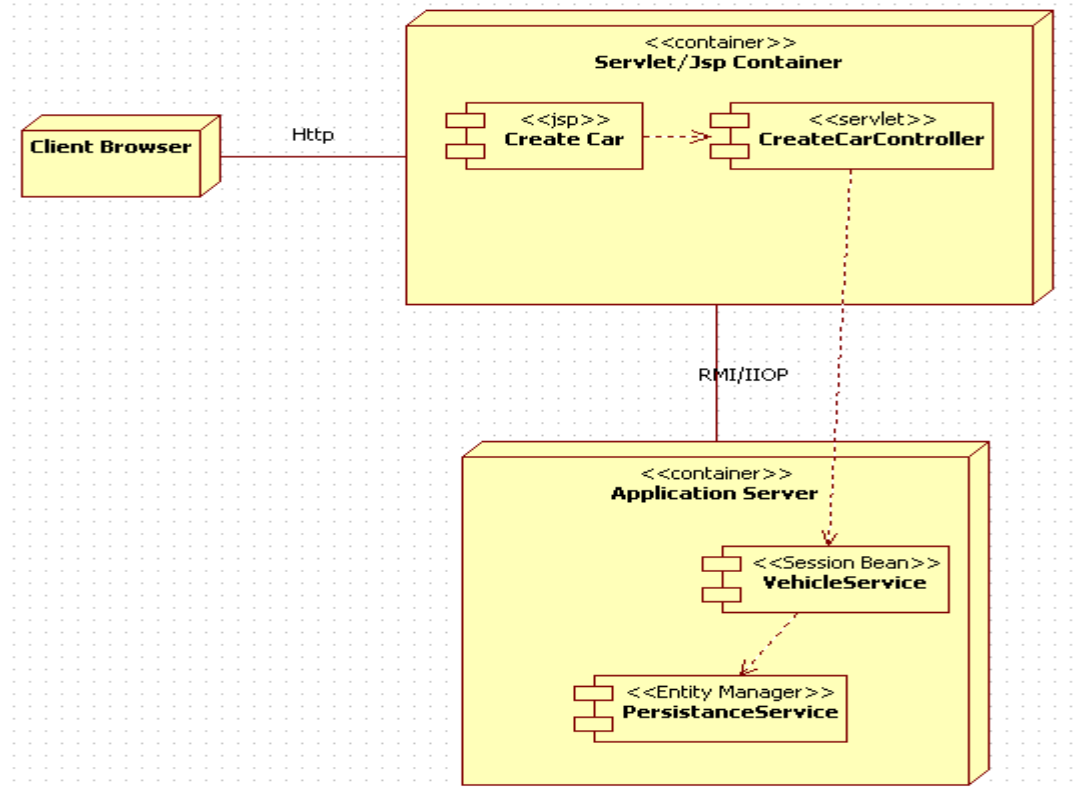 <<container>>
Servlet/Jsp Container
<<jsp>>
Create Car
<<servlet>>
CreateCarController
Client Browser
Http
RMI/IIOP
<<container>>
Application Server
<<Session Bean>>
VehicleService
<<Entity Manager>>
PersistanceService